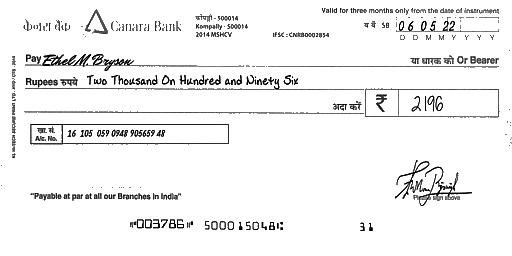 केनरा बैंक Canara Bank
कोंपल्ली - 500014
Kompally - 500014
2014 MSHCV
IFSC : CNRB0002854
Valid for three months only from the date of instrument
SB 06 05 22
D D M M Y Y Y Y
Pay Ethel M. Bryson या धारक को Or Bearer
Rupees रुपये Two Thousand On Hundred and Ninety Six
अदा करें ₹ 2196
खा. सं.
A/c. No. 16 105 059 0948 905659 48
Please sign above
"Payable at par at all our Branches in India"
⑈003786⑈ 500015048⑆ 31